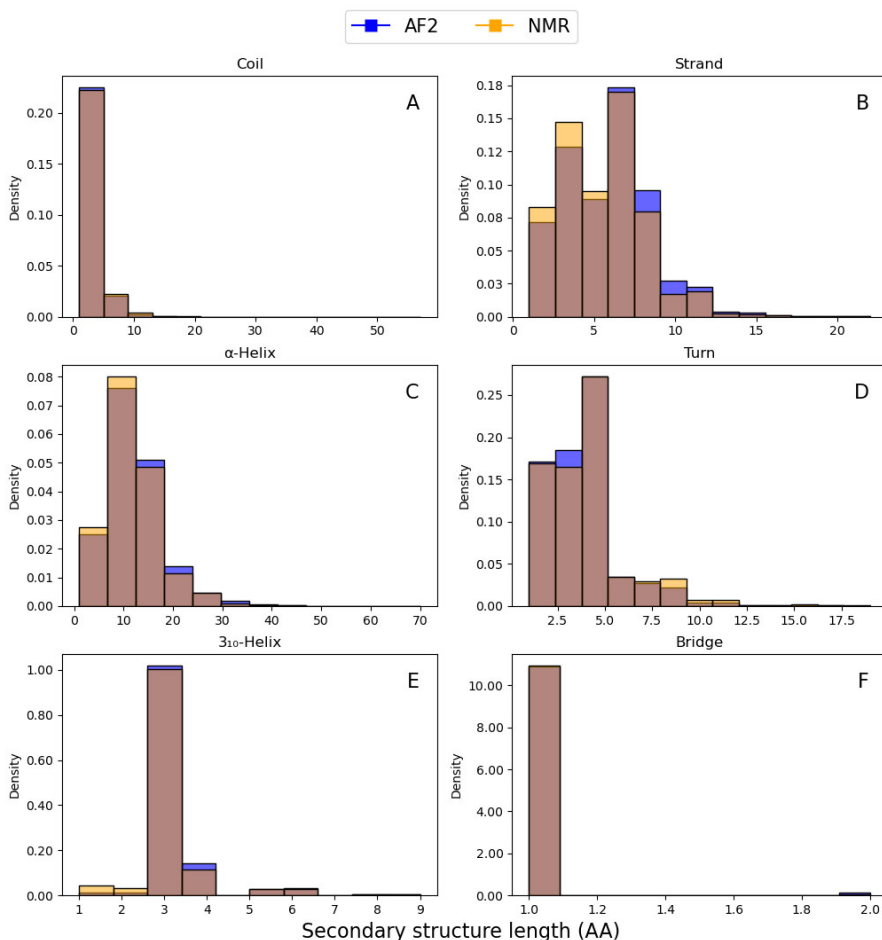 AF2 NMR
Coil
A
Density
0.20
0.15
0.10
0.05
0.00
0 10 20 30 40 50
Strand
B
Density
0.18
0.15
0.12
0.10
0.08
0.05
0.03
0.00
0 5 10 15 20
α-Helix
C
Density
0.08
0.07
0.06
0.05
0.04
0.03
0.02
0.01
0.00
0 10 20 30 40 50 60 70
Turn
D
Density
0.25
0.20
0.15
0.10
0.05
0.00
2.5 5.0 7.5 10.0 12.5 15.0 17.5
3₁₀-Helix
E
Density
1.00
0.80
0.60
0.40
0.20
0.00
1 2 3 4 5 6 7 8 9
Bridge
F
Density
10.00
8.00
6.00
4.00
2.00
0.00
1.0 1.2 1.4 1.6 1.8 2.0
Secondary structure length (AA)